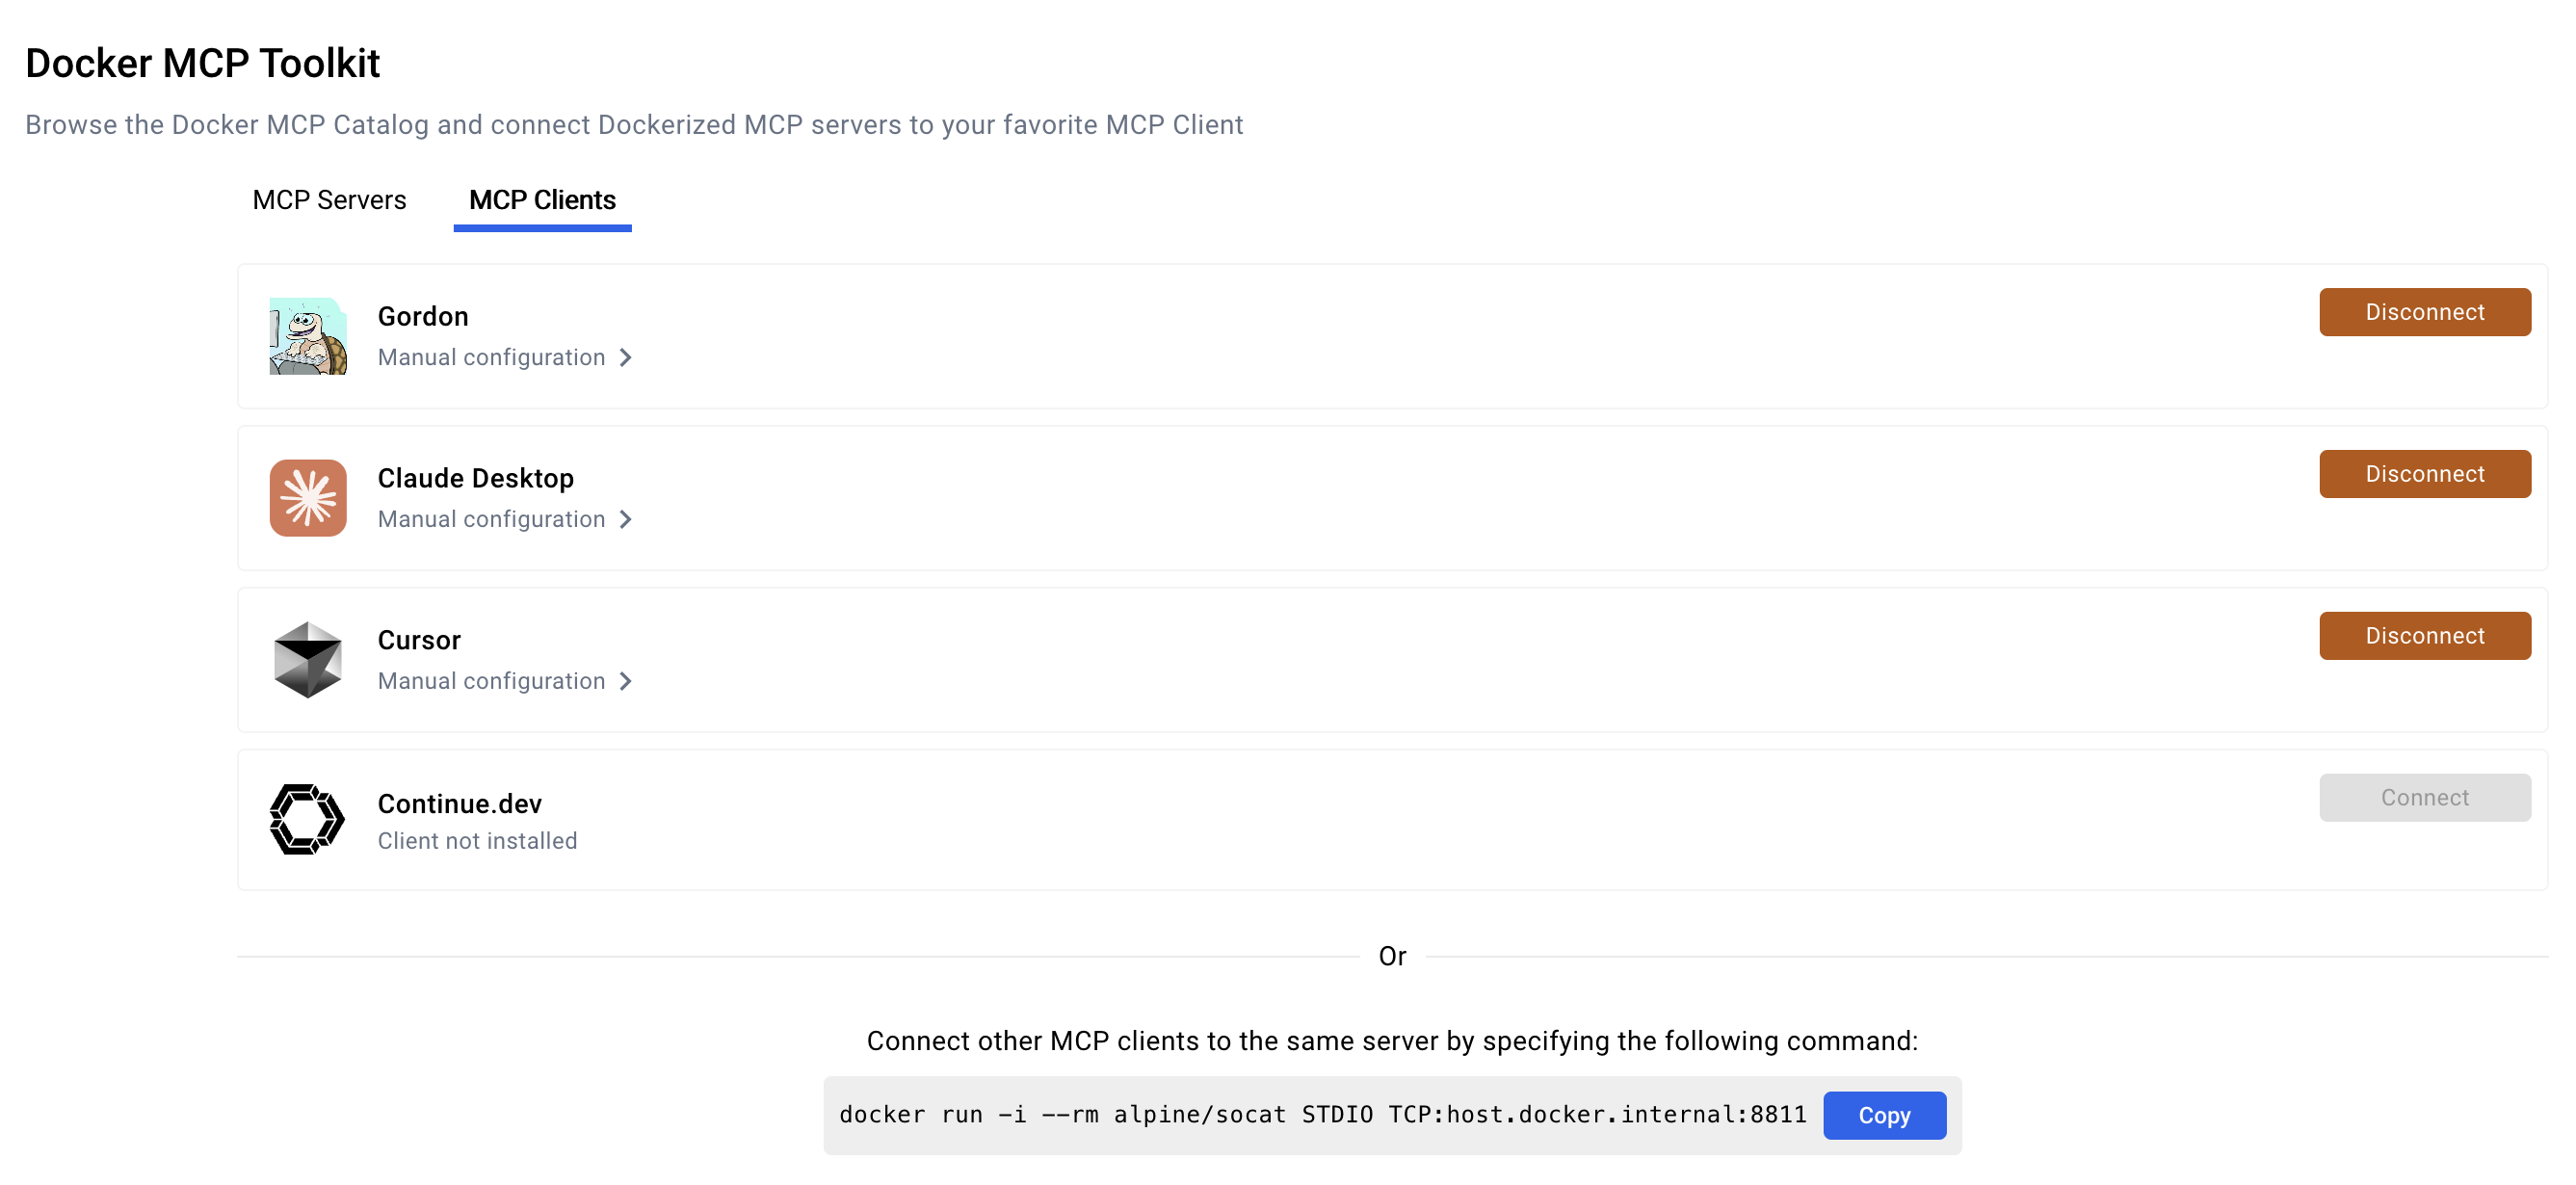 Docker MCP Toolkit
Browse the Docker MCP Catalog and connect Dockerized MCP servers to your favorite MCP Client
MCP Servers
MCP Clients
Gordon
Manual configuration
Disconnect
Claude Desktop
Manual configuration
Disconnect
Cursor
Manual configuration
Disconnect
Continue.dev
Client not installed
Connect
Or
Connect other MCP clients to the same server by specifying the following command:
docker run -i --rm alpine/socat STDIO TCP:host.docker.internal:8811
Copy